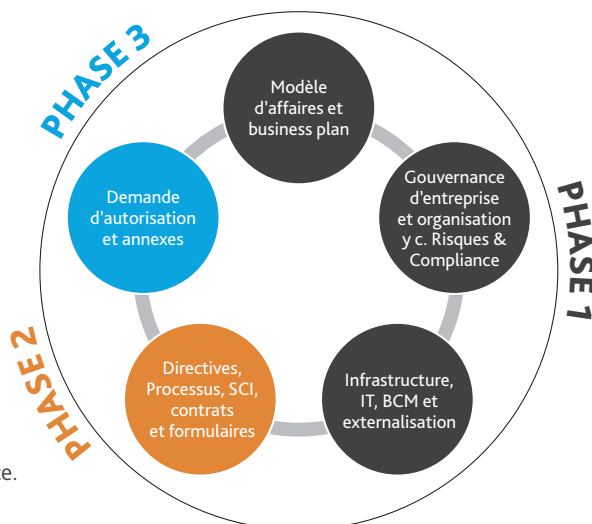 PHASE 3
Modèle
d'affaires et
business plan
Demande
d'autorisation
et annexes
Gouvernance
d'entreprise
et organisation
y c. Risques &
Compliance
PHASE 1
PHASE 2
Directives,
Processus, SCI,
contrats
et formulaires
Infrastructure,
IT, BCM et
externalisation